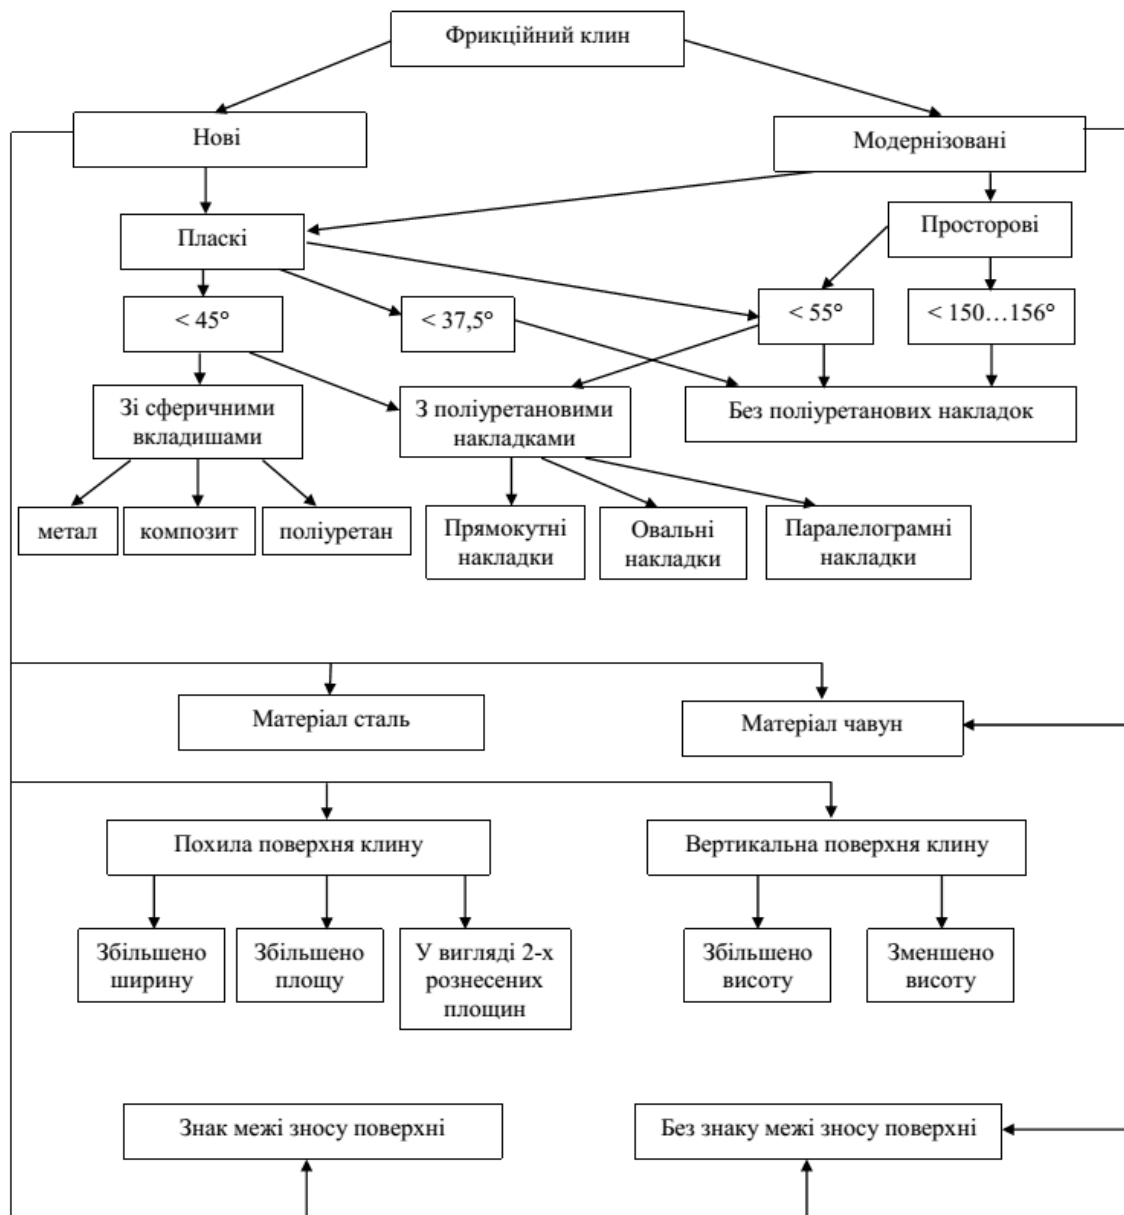 Фрикційний клин
Нові
Модернізовані
Пласкі
Просторові
< 45°
< 37,5°
< 55°
< 150…156°
Зі сферичними
вкладишами
З поліуретановими
накладками
Без поліуретанових накладок
метал
композит
поліуретан
Прямокутні
накладки
Овальні
накладки
Паралелограмні
накладки
Матеріал сталь
Матеріал чавун
Похила поверхня клину
Вертикальна поверхня клину
Збільшено
ширину
Збільшено
площу
У вигляді 2-х
рознесених
площин
Збільшено
висоту
Зменшено
висоту
Знак межі зносу поверхні
Без знаку межі зносу поверхні